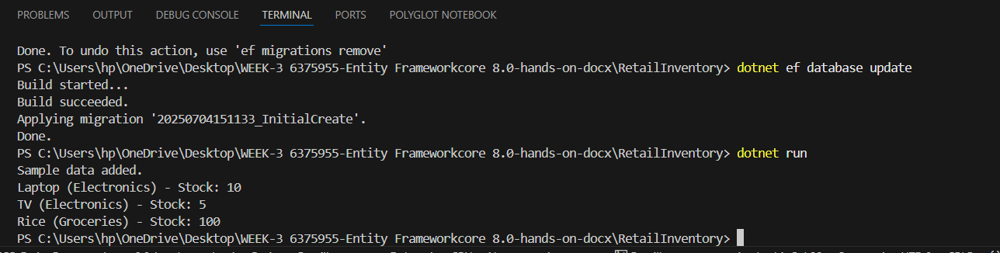 PROBLEMS OUTPUT DEBUG CONSOLE TERMINAL PORTS POLYGLOT NOTEBOOK
Done. To undo this action, use 'ef migrations remove'
PS C:\Users\hp\OneDrive\Desktop\WEEK-3 6375955-Entity Frameworkcore 8.0-hands-on-docx\RetailInventory> dotnet ef database update
Build started...
Build succeeded.
Applying migration '20250704151133_InitialCreate'.
Done.
PS C:\Users\hp\OneDrive\Desktop\WEEK-3 6375955-Entity Frameworkcore 8.0-hands-on-docx\RetailInventory> dotnet run
Sample data added.
Laptop (Electronics) - Stock: 10
TV (Electronics) - Stock: 5
Rice (Groceries) - Stock: 100
PS C:\Users\hp\OneDrive\Desktop\WEEK-3 6375955-Entity Frameworkcore 8.0-hands-on-docx\RetailInventory>